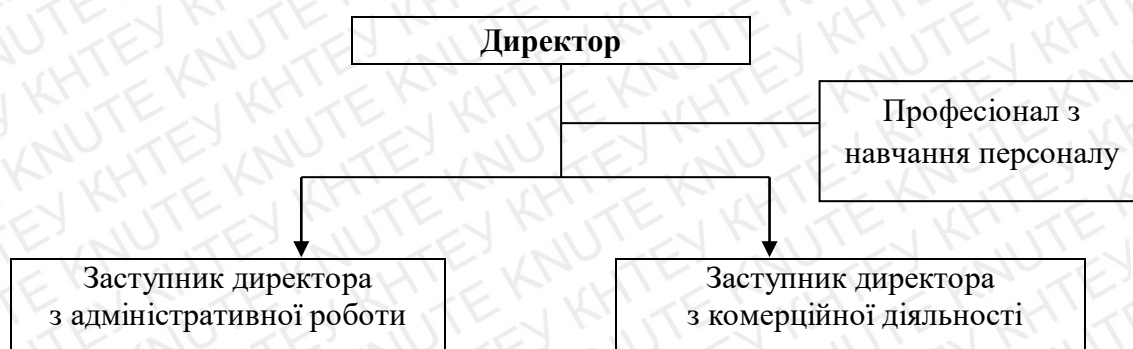 Директор
Професіонал з
навчання персоналу
Заступник директора
з адміністративної роботи
Заступник директора
з комерційної діяльності